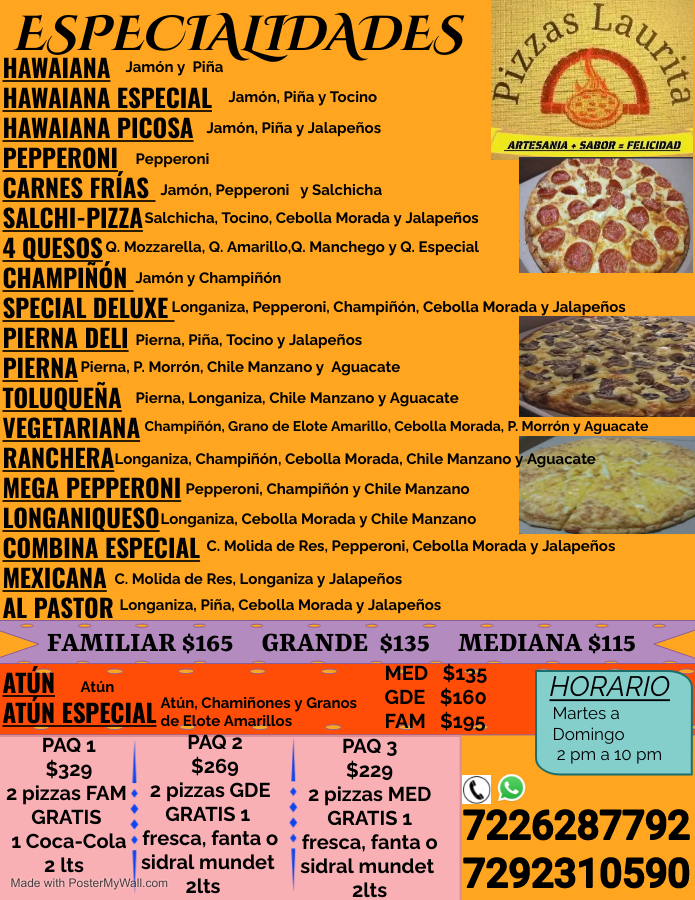 ESPECIALIDADES
Pizzas Laurita
ARTESANIA + SABOR = FELICIDAD
HAWAIANA Jamón y Piña
HAWAIANA ESPECIAL Jamón, Piña y Tocino
HAWAIANA PICOSA Jamón, Piña y Jalapeños
PEPPERONI Pepperoni
CARNES FRÍAS Jamón, Pepperoni y Salchicha
SALCHI-PIZZA Salchicha, Tocino, Cebolla Morada y Jalapeños
4 QUESOS Q. Mozzarella, Q. Amarillo,Q. Manchego y Q. Especial
CHAMPIÑÓN Jamón y Champiñón
SPECIAL DELUXE Longaniza, Pepperoni, Champiñón, Cebolla Morada y Jalapeños
PIERNA DELI Pierna, Piña, Tocino y Jalapeños
PIERNA Pierna, P. Morrón, Chile Manzano y Aguacate
TOLUQUEÑA Pierna, Longaniza, Chile Manzano y Aguacate
VEGETARIANA Champiñón, Grano de Elote Amarillo, Cebolla Morada, P. Morrón y Aguacate
RANCHERA Longaniza, Champiñón, Cebolla Morada, Chile Manzano y Aguacate
MEGA PEPPERONI Pepperoni, Champiñón y Chile Manzano
LONGANIQUESO Longaniza, Cebolla Morada y Chile Manzano
COMBINA ESPECIAL C. Molida de Res, Pepperoni, Cebolla Morada y Jalapeños
MEXICANA C. Molida de Res, Longaniza y Jalapeños
AL PASTOR Longaniza, Piña, Cebolla Morada y Jalapeños
FAMILIAR $165 GRANDE $135 MEDIANA $115
ATÚN Atún
ATÚN ESPECIAL Atún, Chamiñones y Granos
de Elote Amarillos
MED $135
GDE $160
FAM $195
HORARIO
Martes a
Domingo
2 pm a 10 pm
PAQ 1
$329
2 pizzas FAM
GRATIS
1 Coca-Cola
2 lts
PAQ 2
$269
2 pizzas GDE
GRATIS 1
fresca, fanta o
sidral mundet
2lts
PAQ 3
$229
2 pizzas MED
GRATIS 1
fresca, fanta o
sidral mundet
2lts
7226287792
7292310590
Made with PosterMyWall.com